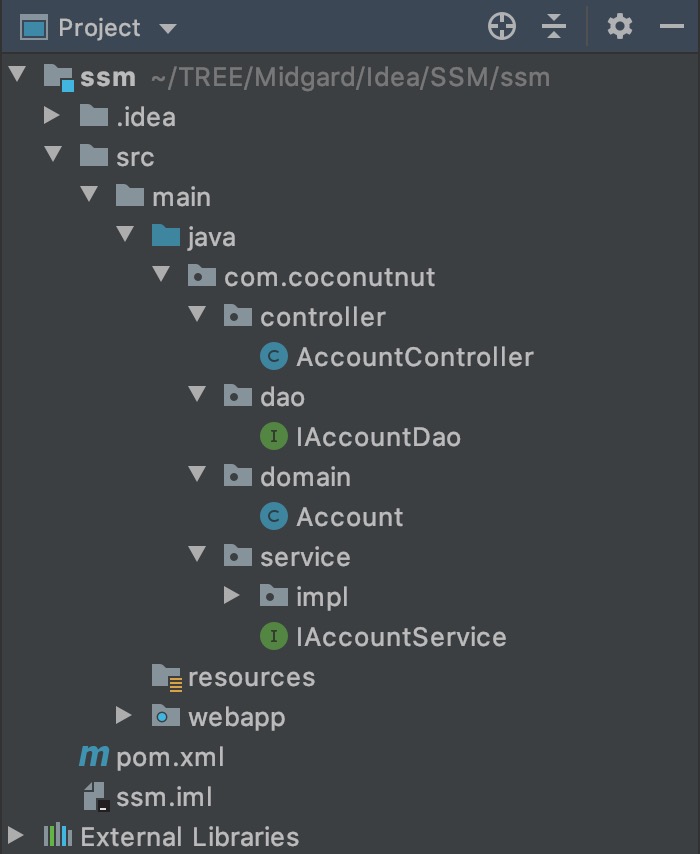 Project
ssm ~/TREE/Midgard/Idea/SSM/ssm
.idea
src
main
java
com.coconutnut
controller
C AccountController
dao
I IAccountDao
domain
C Account
service
impl
I IAccountService
resources
webapp
m pom.xml
ssm.iml
External Libraries